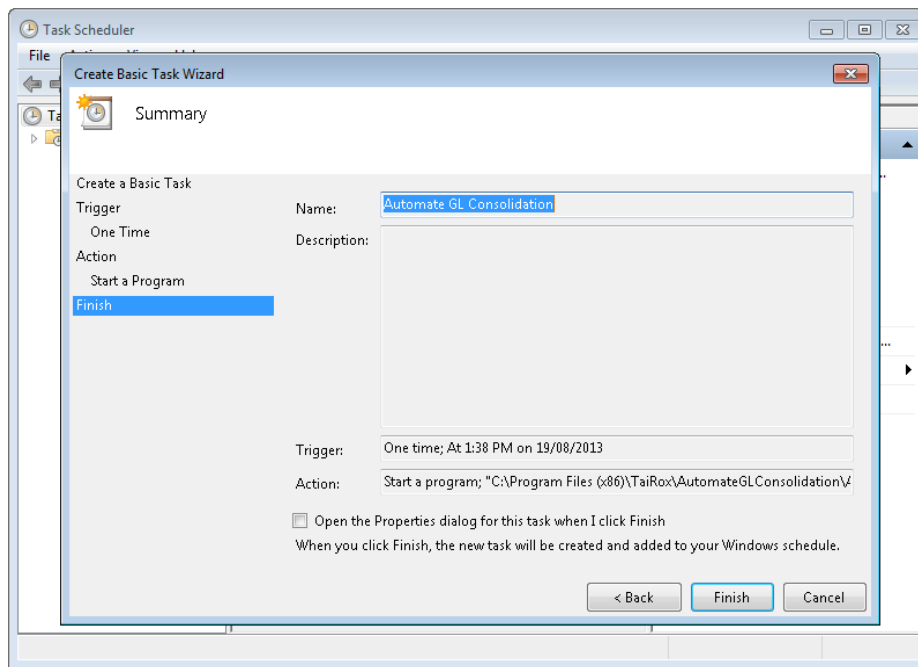 Task Scheduler
File
Create Basic Task Wizard
Summary
Create a Basic Task
Trigger
One Time
Action
Start a Program
Finish
Name: Automate GL Consolidation
Description:
Trigger: One time; At 1:38 PM on 19/08/2013
Action: Start a program; "C:\Program Files (x86)\TaiRox\AutomateGLConsolidation\A
Open the Properties dialog for this task when I click Finish
When you click Finish, the new task will be created and added to your Windows schedule.
< Back Finish Cancel